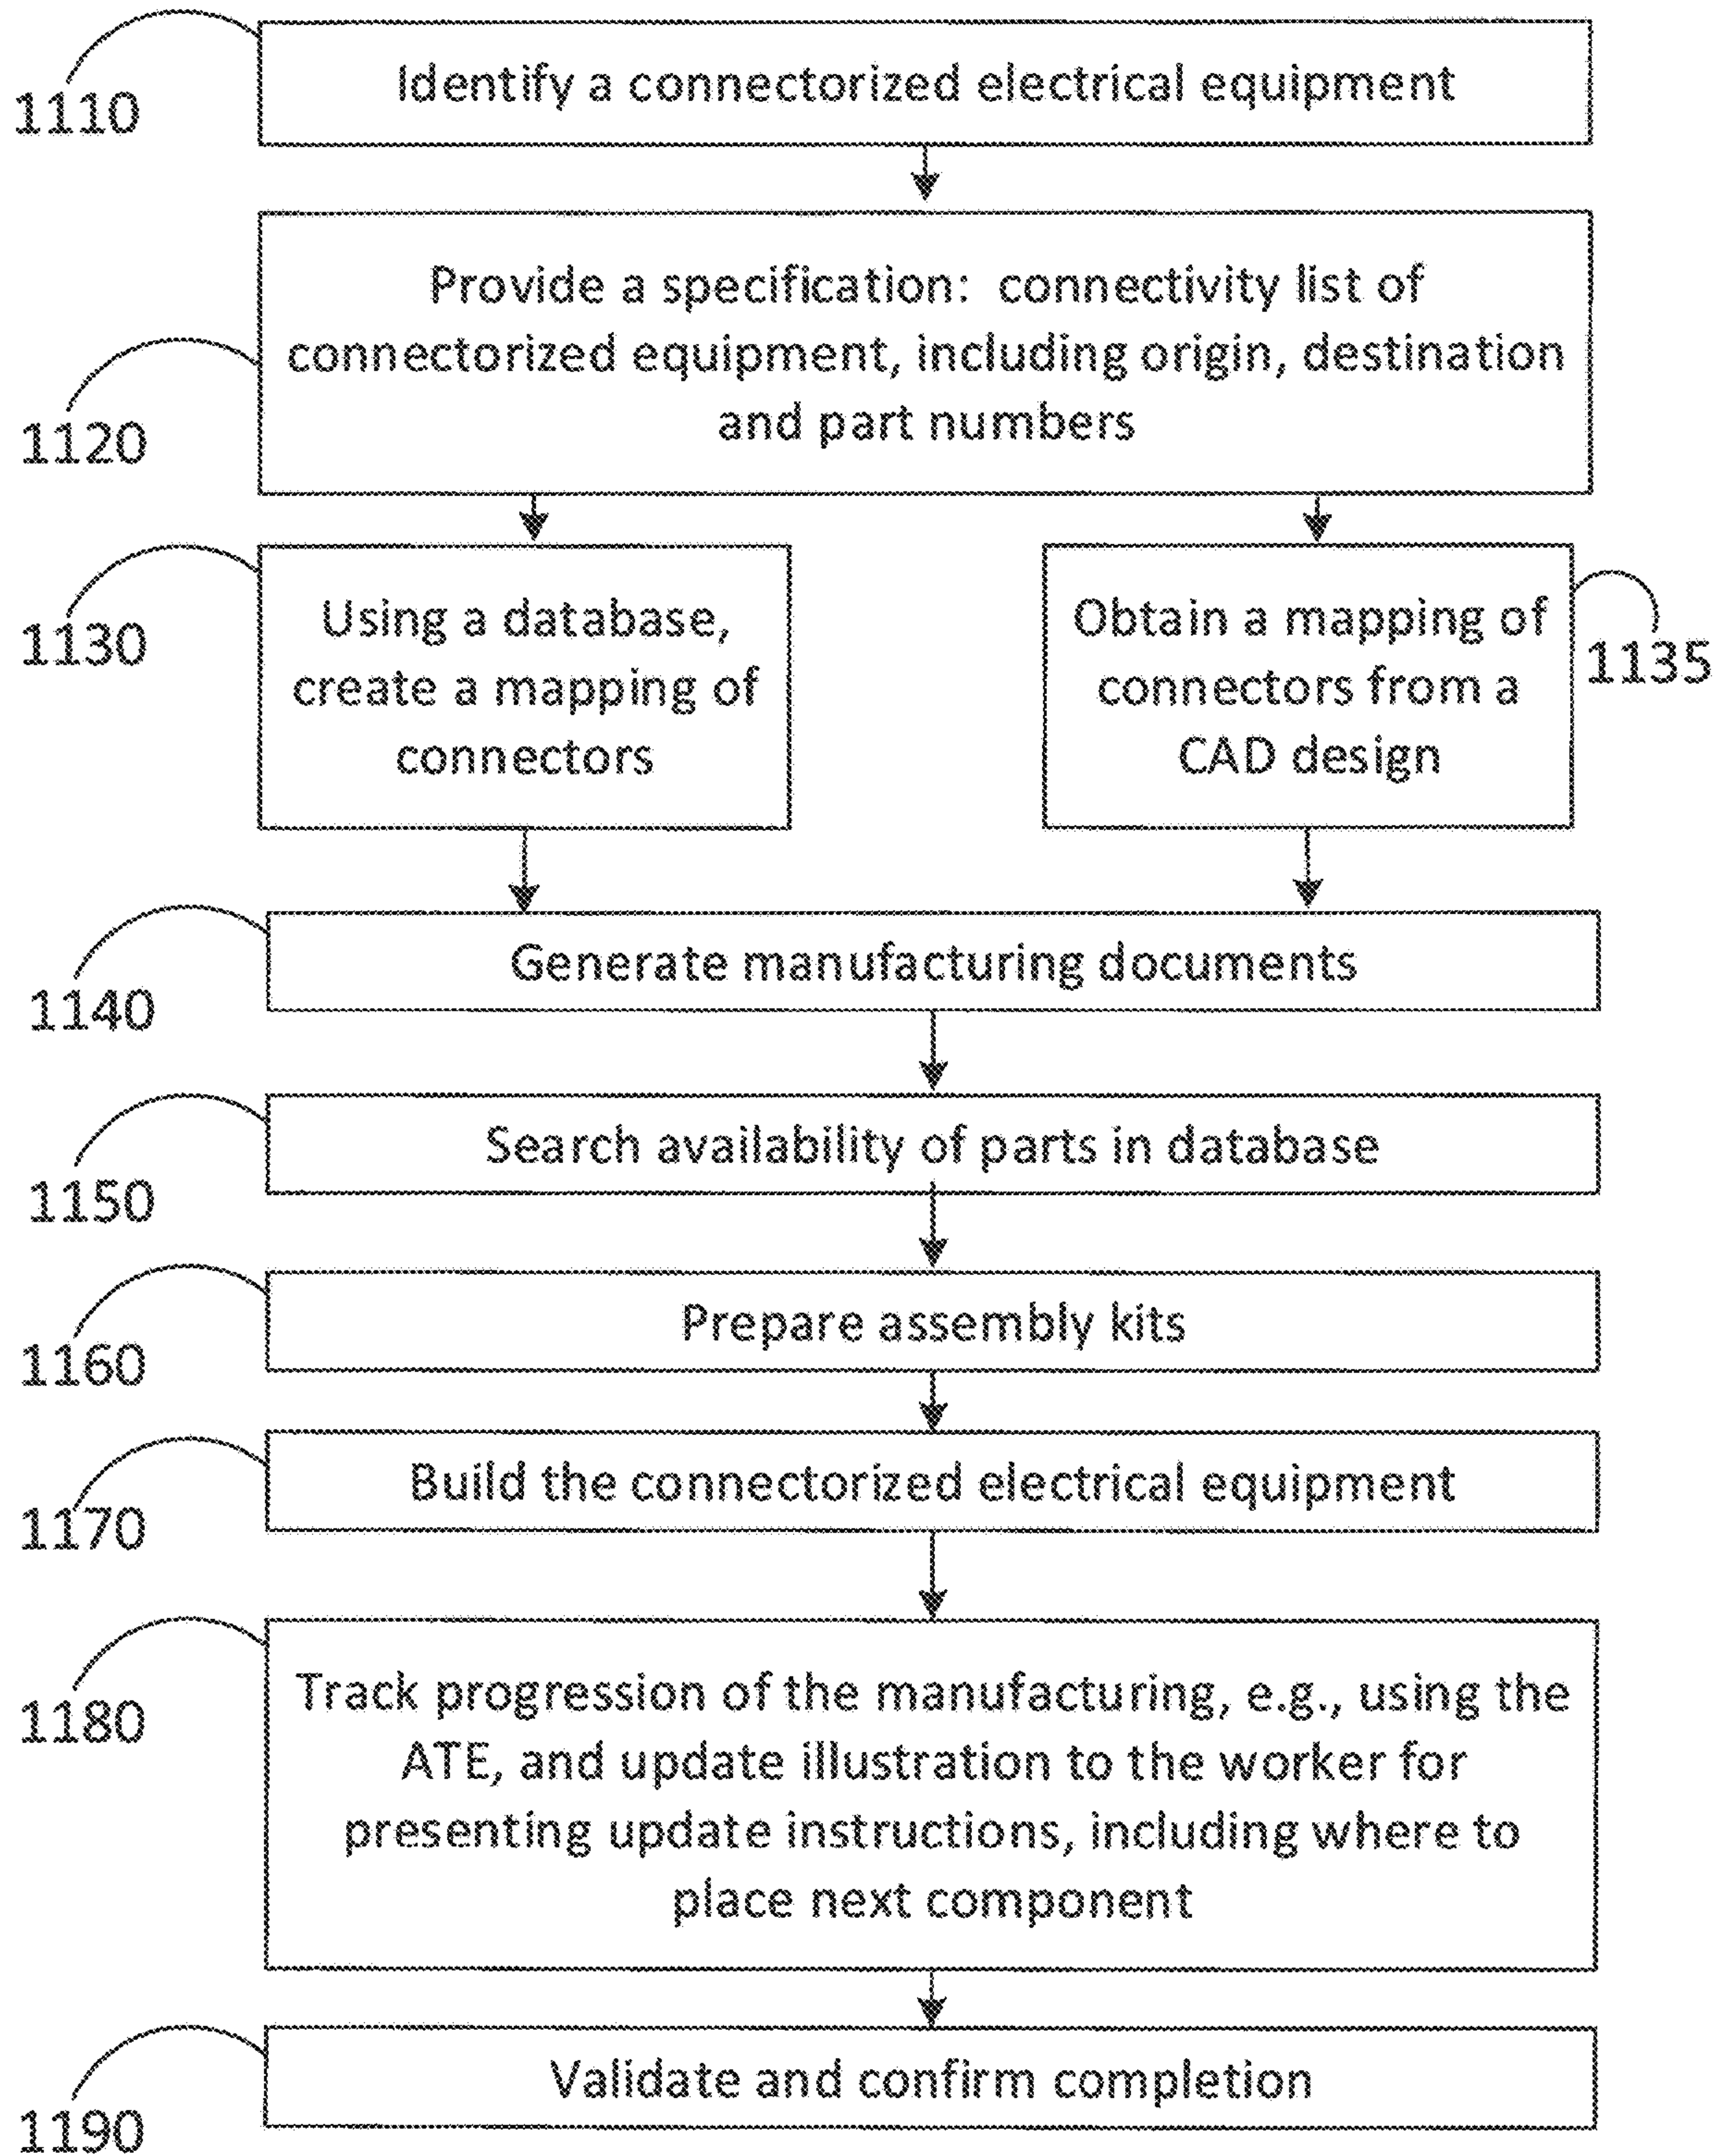 1110
Identify a connectorized electrical equipment
1120
Provide a specification: connectivity list of
connectorized equipment, including origin, destination
and part numbers
1130
Using a database,
create a mapping of
connectors
Obtain a mapping of
connectors from a
CAD design
1135
1140
Generate manufacturing documents
1150
Search availability of parts in database
1160
Prepare assembly kits
1170
Build the connectorized electrical equipment
1180
Track progression of the manufacturing, e.g., using the
ATE, and update illustration to the worker for
presenting update instructions, including where to
place next component
1190
Validate and confirm completion